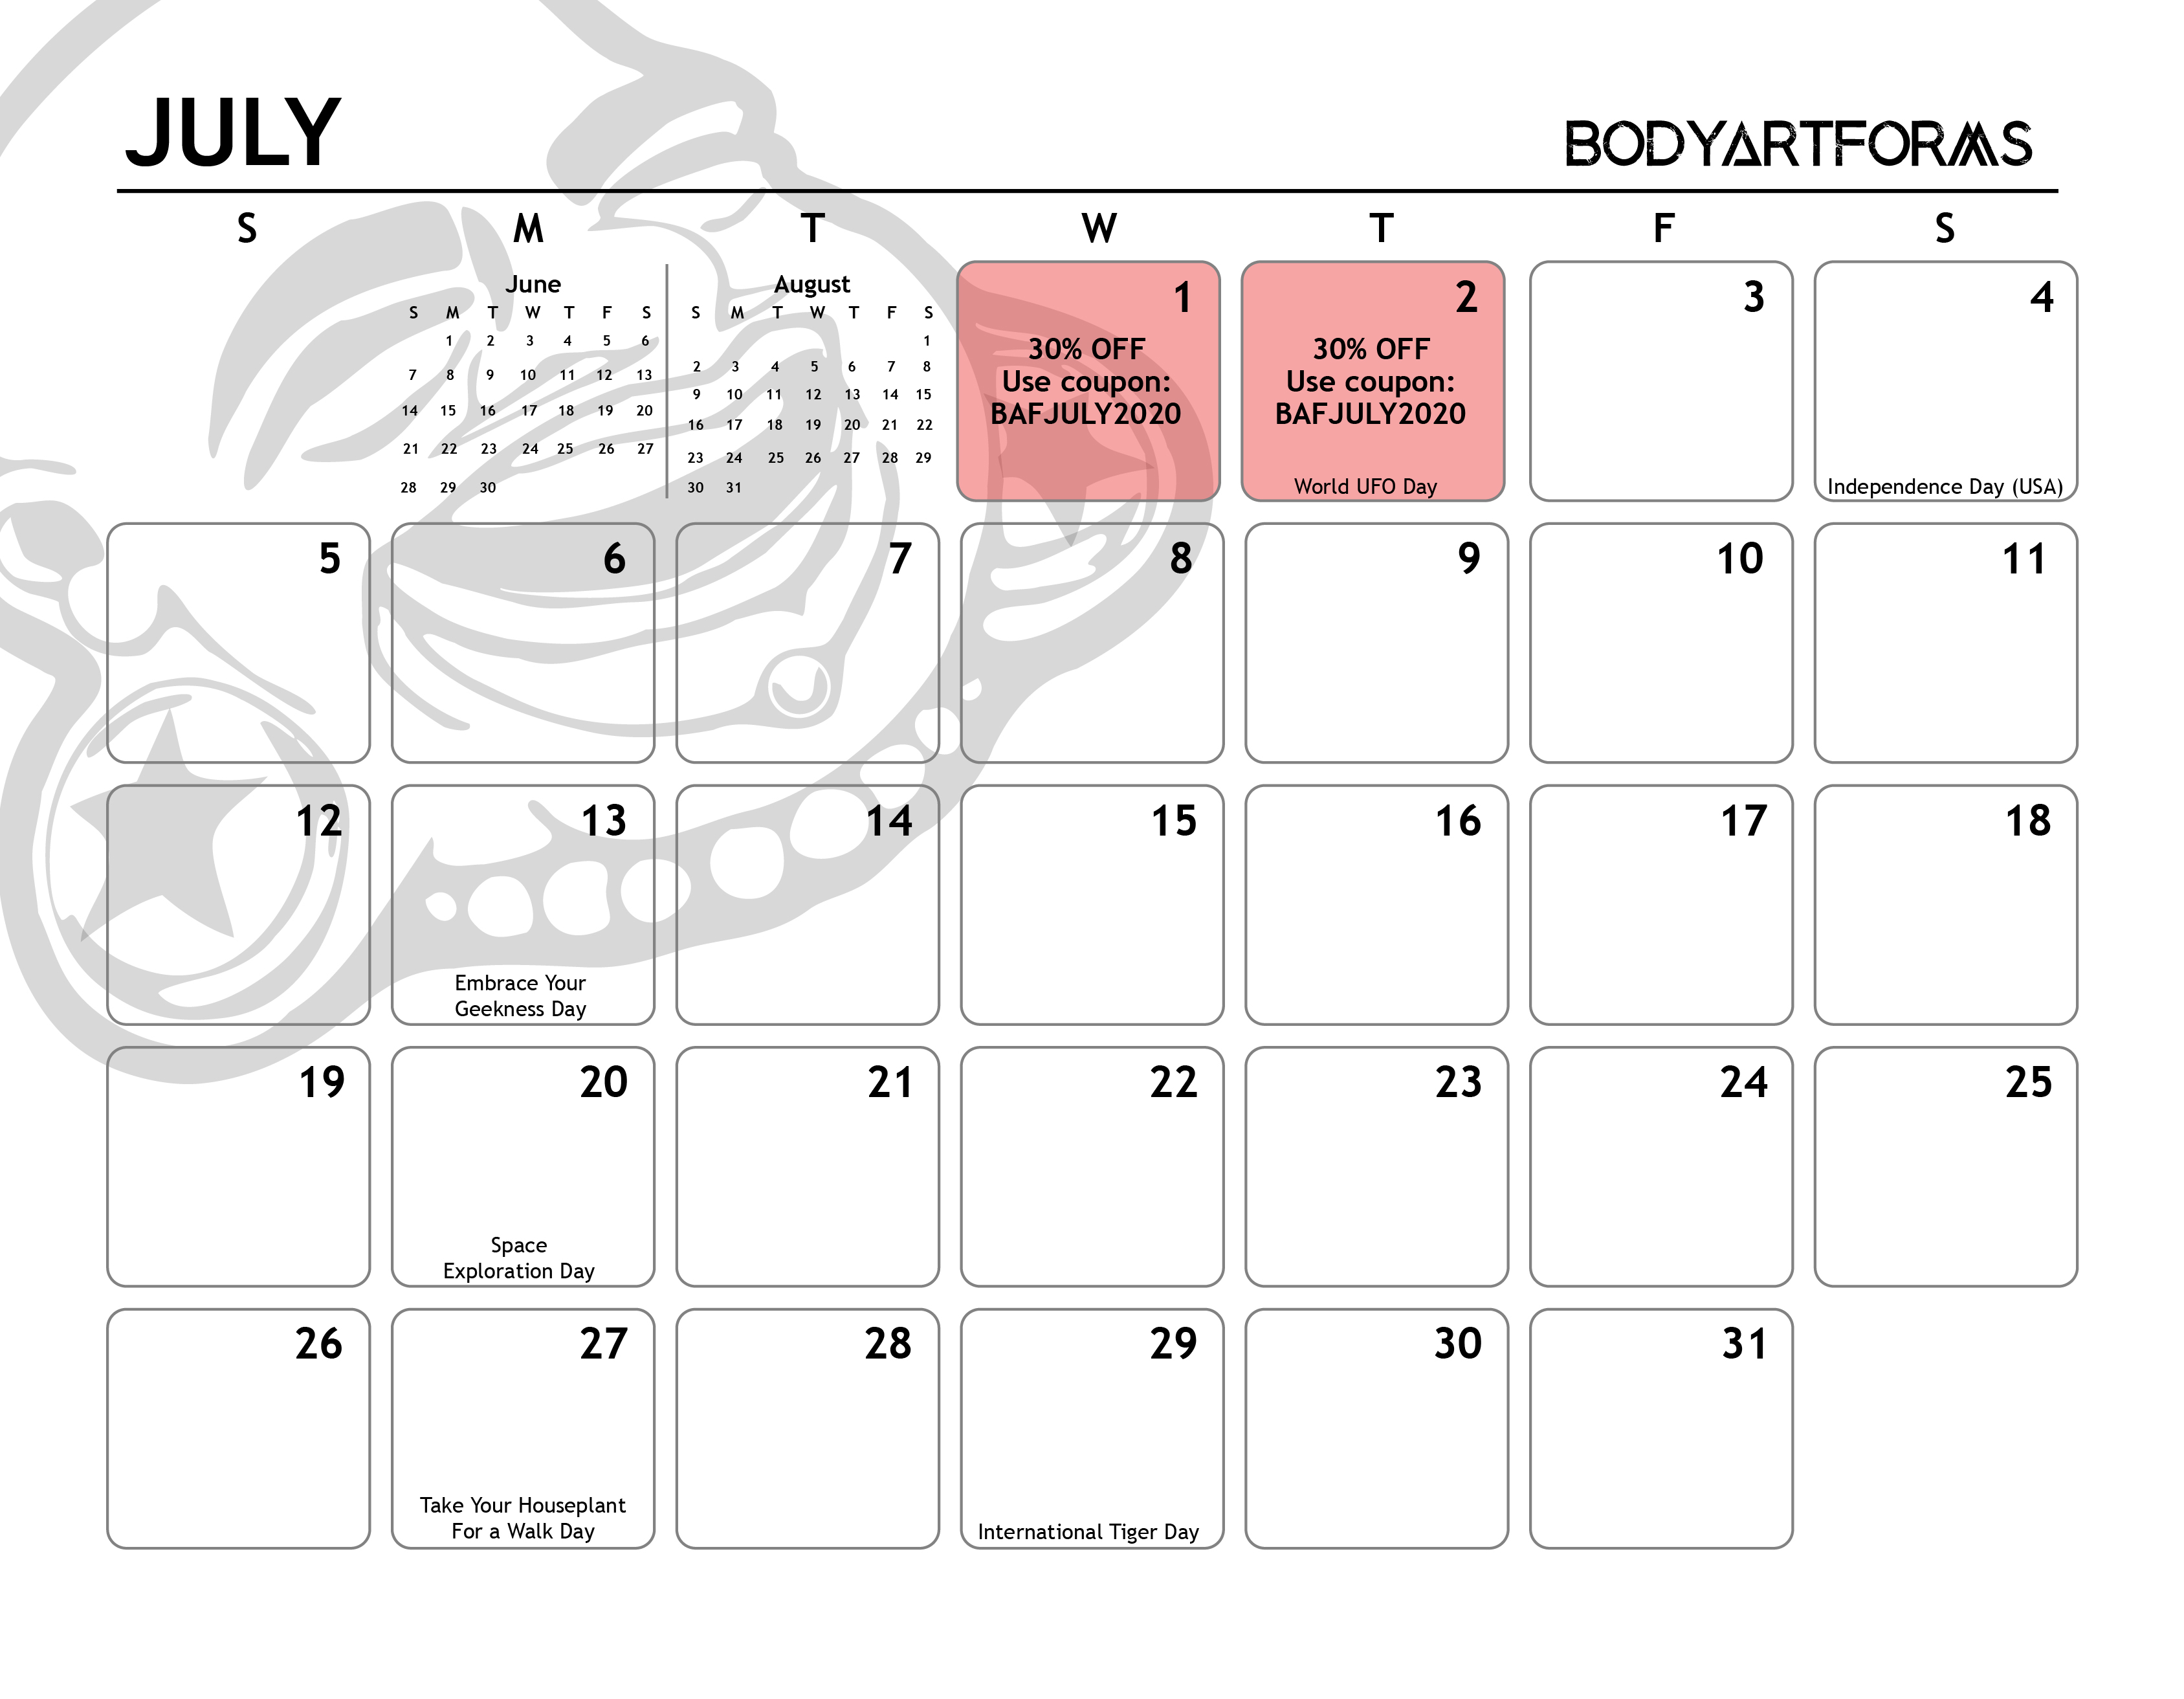 JULY
BODYARTFORMS
S M T W T F S
June
S M T W T F S
1 2 3 4 5 6
7 8 9 10 11 12 13
14 15 16 17 18 19 20
21 22 23 24 25 26 27
28 29 30
August
S M T W T F S
1
2 3 4 5 6 7 8
9 10 11 12 13 14 15
16 17 18 19 20 21 22
23 24 25 26 27 28 29
30 31
1
30% OFF
Use coupon:
BAFJULY2020
2
30% OFF
Use coupon:
BAFJULY2020
World UFO Day
3
4
Independence Day (USA)
5 6 7 8 9 10 11
12
13
Embrace Your
Geekness Day
14 15 16 17 18
19
20
Space
Exploration Day
21 22 23 24 25
26
27
Take Your Houseplant
For a Walk Day
28
29
International Tiger Day
30 31